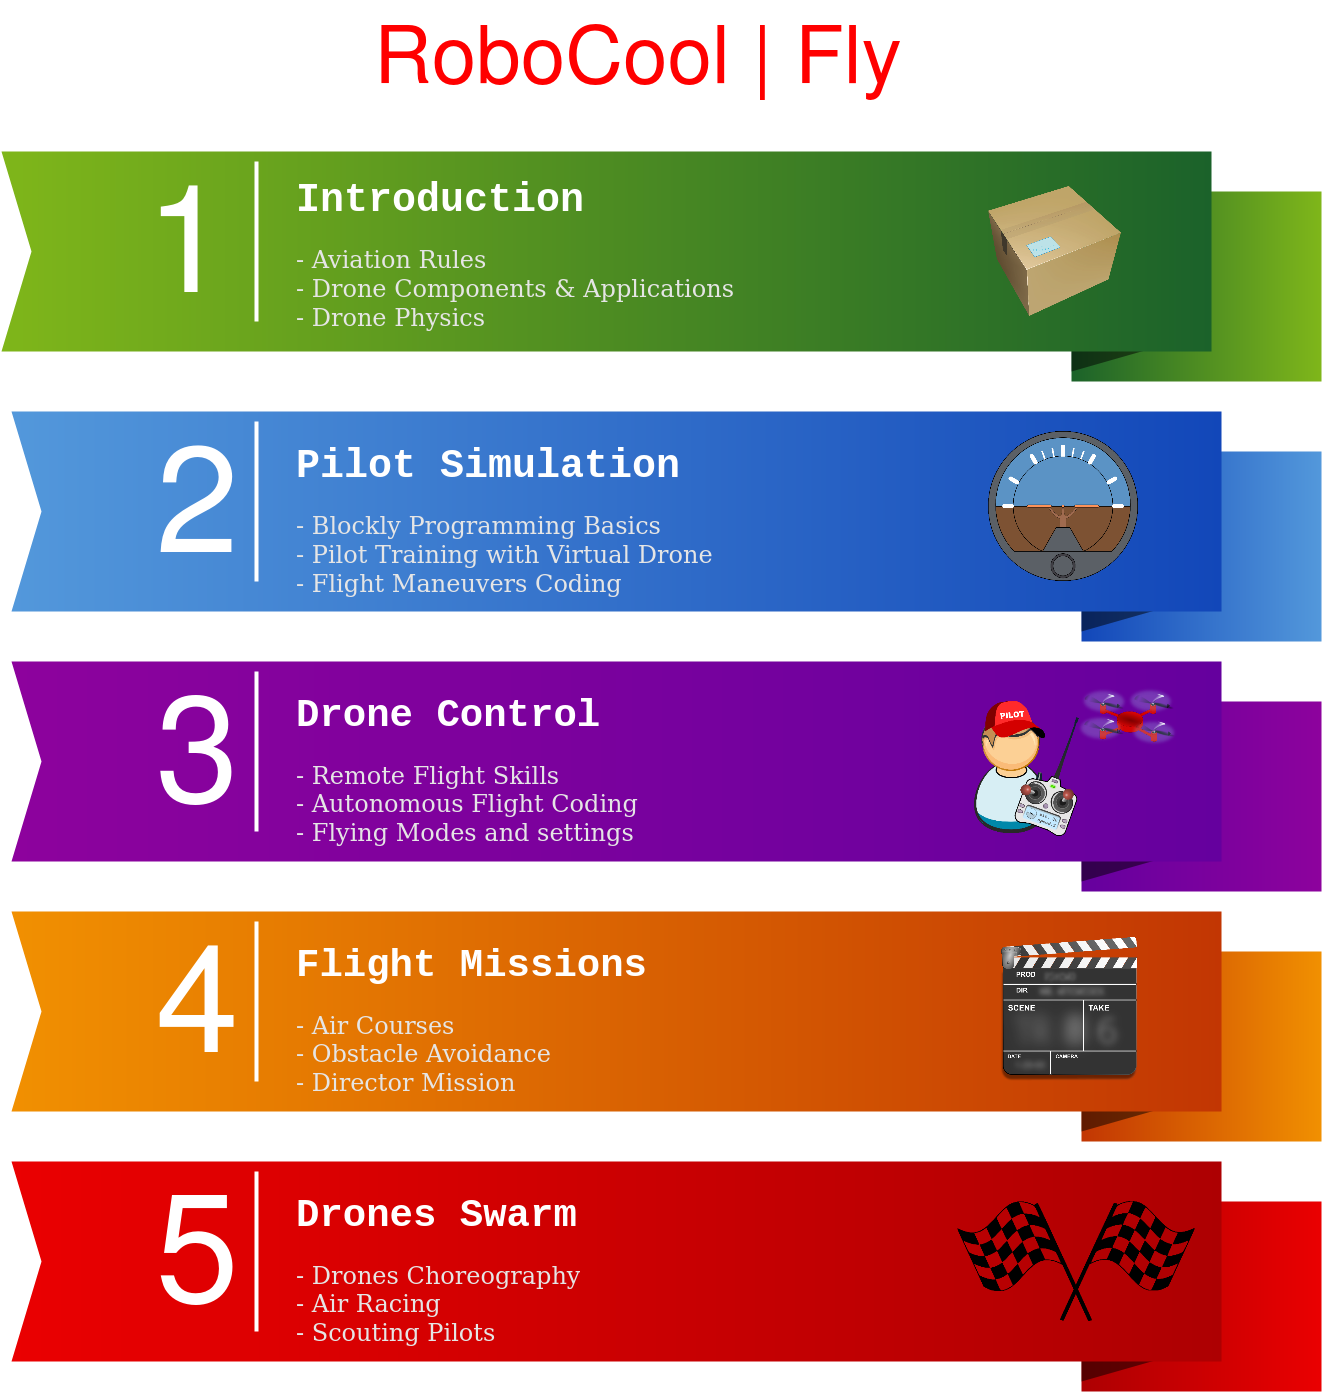 RoboCool | Fly
1
Introduction
- Aviation Rules
- Drone Components & Applications
- Drone Physics
2
Pilot Simulation
- Blockly Programming Basics
- Pilot Training with Virtual Drone
- Flight Maneuvers Coding
3
Drone Control
- Remote Flight Skills
- Autonomous Flight Coding
- Flying Modes and settings
PILOT
4
Flight Missions
- Air Courses
- Obstacle Avoidance
- Director Mission
PROD
DIR
SCENE TAKE
DATE CAMERA
5
Drones Swarm
- Drones Choreography
- Air Racing
- Scouting Pilots